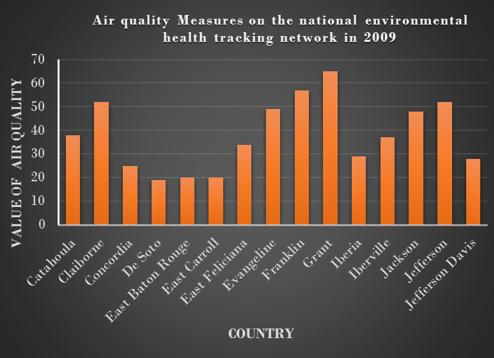 Air quality Measures on the national environmental
health tracking network in 2009
VALUE OF AIR QUALITY
70
60
50
40
30
20
10
0
Catahoula
Claiborne
Concordia
De Soto
East Baton Rouge
East Carroll
East Feliciana
Evangeline
Franklin
Grant
Iberia
Iberville
Jackson
Jefferson
Jefferson Davis
COUNTRY